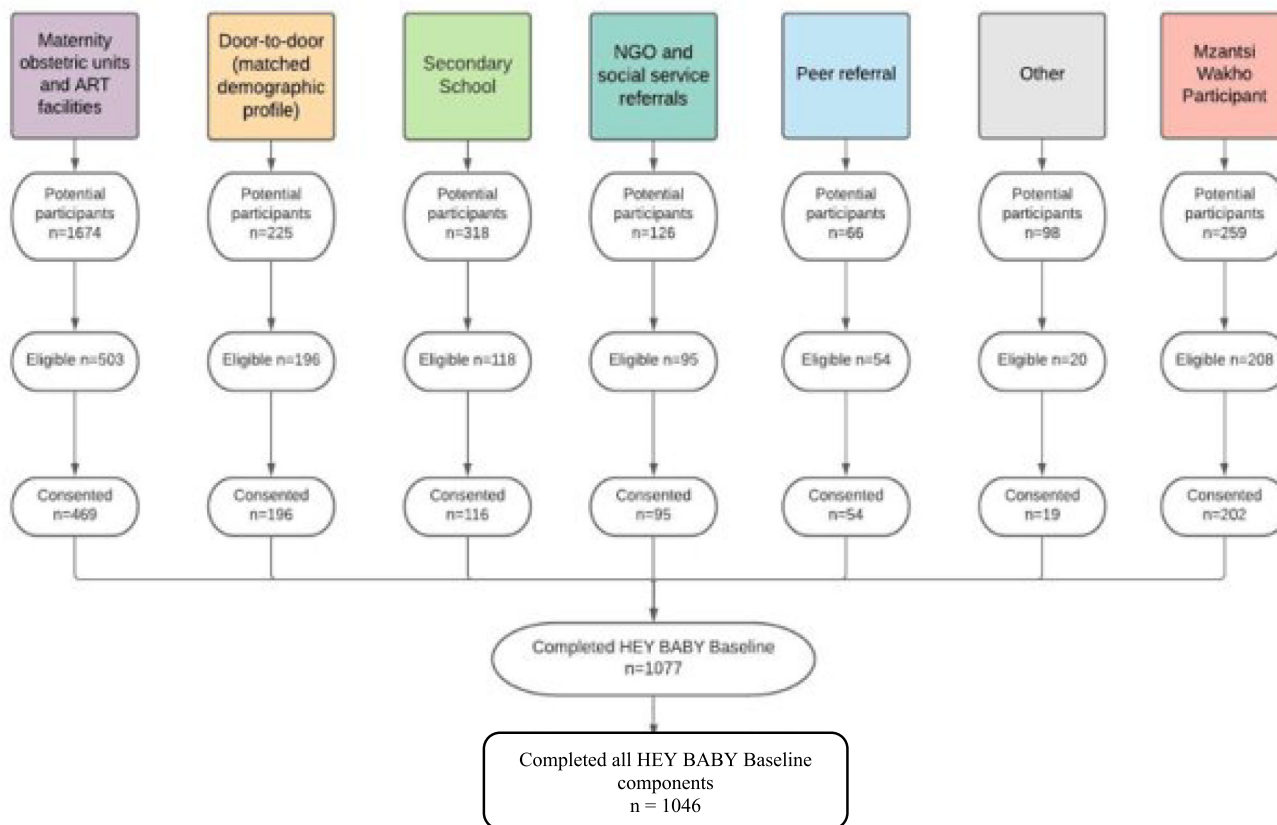 Maternity
obstetric units
and ART
facilities
Door-to-door
(matched
demographic
profile)
Secondary
School
NGO and
social service
referrals
Peer referral
Other
Mzantsi
Wakho
Participant
Potential
participants
n=1674
Potential
participants
n=225
Potential
participants
n=318
Potential
participants
n=126
Potential
participants
n=66
Potential
participants
n=98
Potential
participants
n=259
Eligible n=503
Eligible n=196
Eligible n=118
Eligible n=95
Eligible n=54
Eligible n=20
Eligible n=208
Consented
n=469
Consented
n=196
Consented
n=116
Consented
n=95
Consented
n=54
Consented
n=19
Consented
n=202
Completed HEY BABY Baseline
n=1077
Completed all HEY BABY Baseline
components
n = 1046